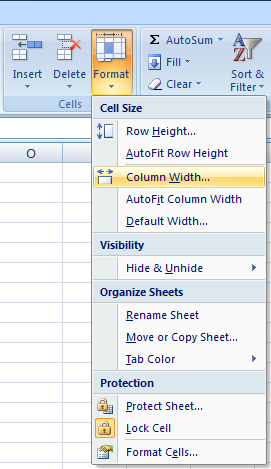 Insert Delete Format
Σ AutoSum
Fill
Clear
Sort & Filter
Cells
O
Cell Size
Row Height...
AutoFit Row Height
Column Width...
AutoFit Column Width
Default Width...
Visibility
Hide & Unhide
Organize Sheets
Rename Sheet
Move or Copy Sheet...
Tab Color
Protection
Protect Sheet...
Lock Cell
Format Cells...